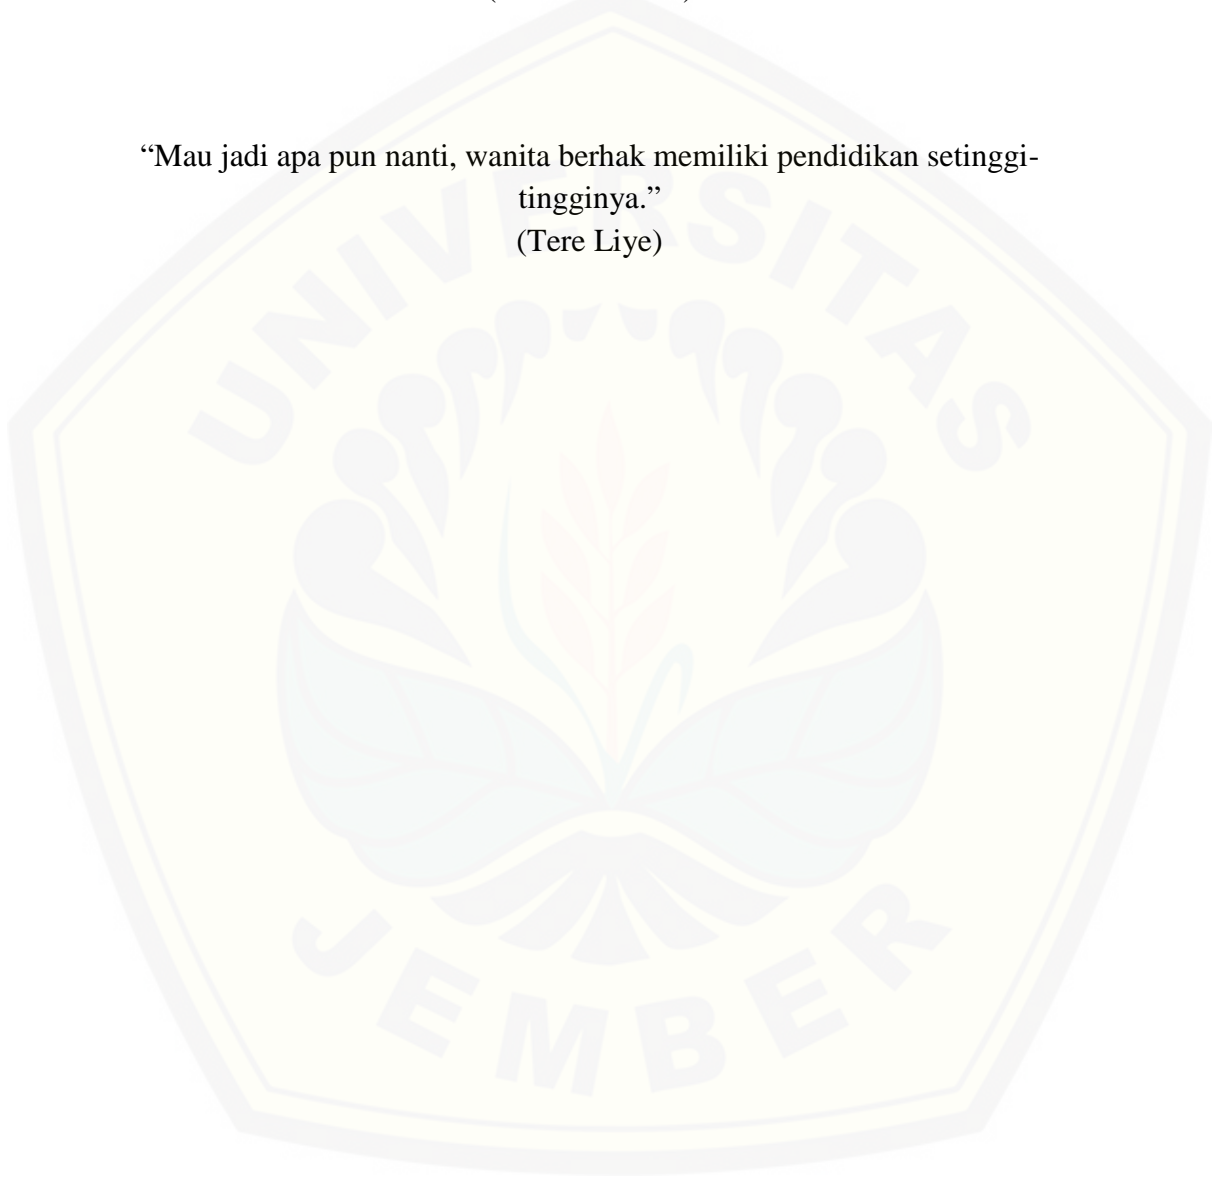 “Mau jadi apa pun nanti, wanita berhak memiliki pendidikan setinggi-
tingginya.”
(Tere Liye)
UNIVERSITAS
JEMBER